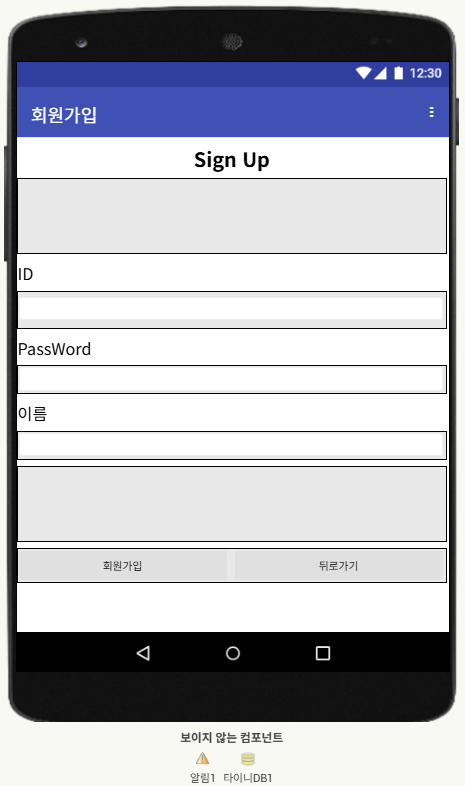 12:30
회원가입
Sign Up
ID
PassWord
이름
회원가입 뒤로가기
보이지 않는 컴포넌트
알림1 타이니DB1